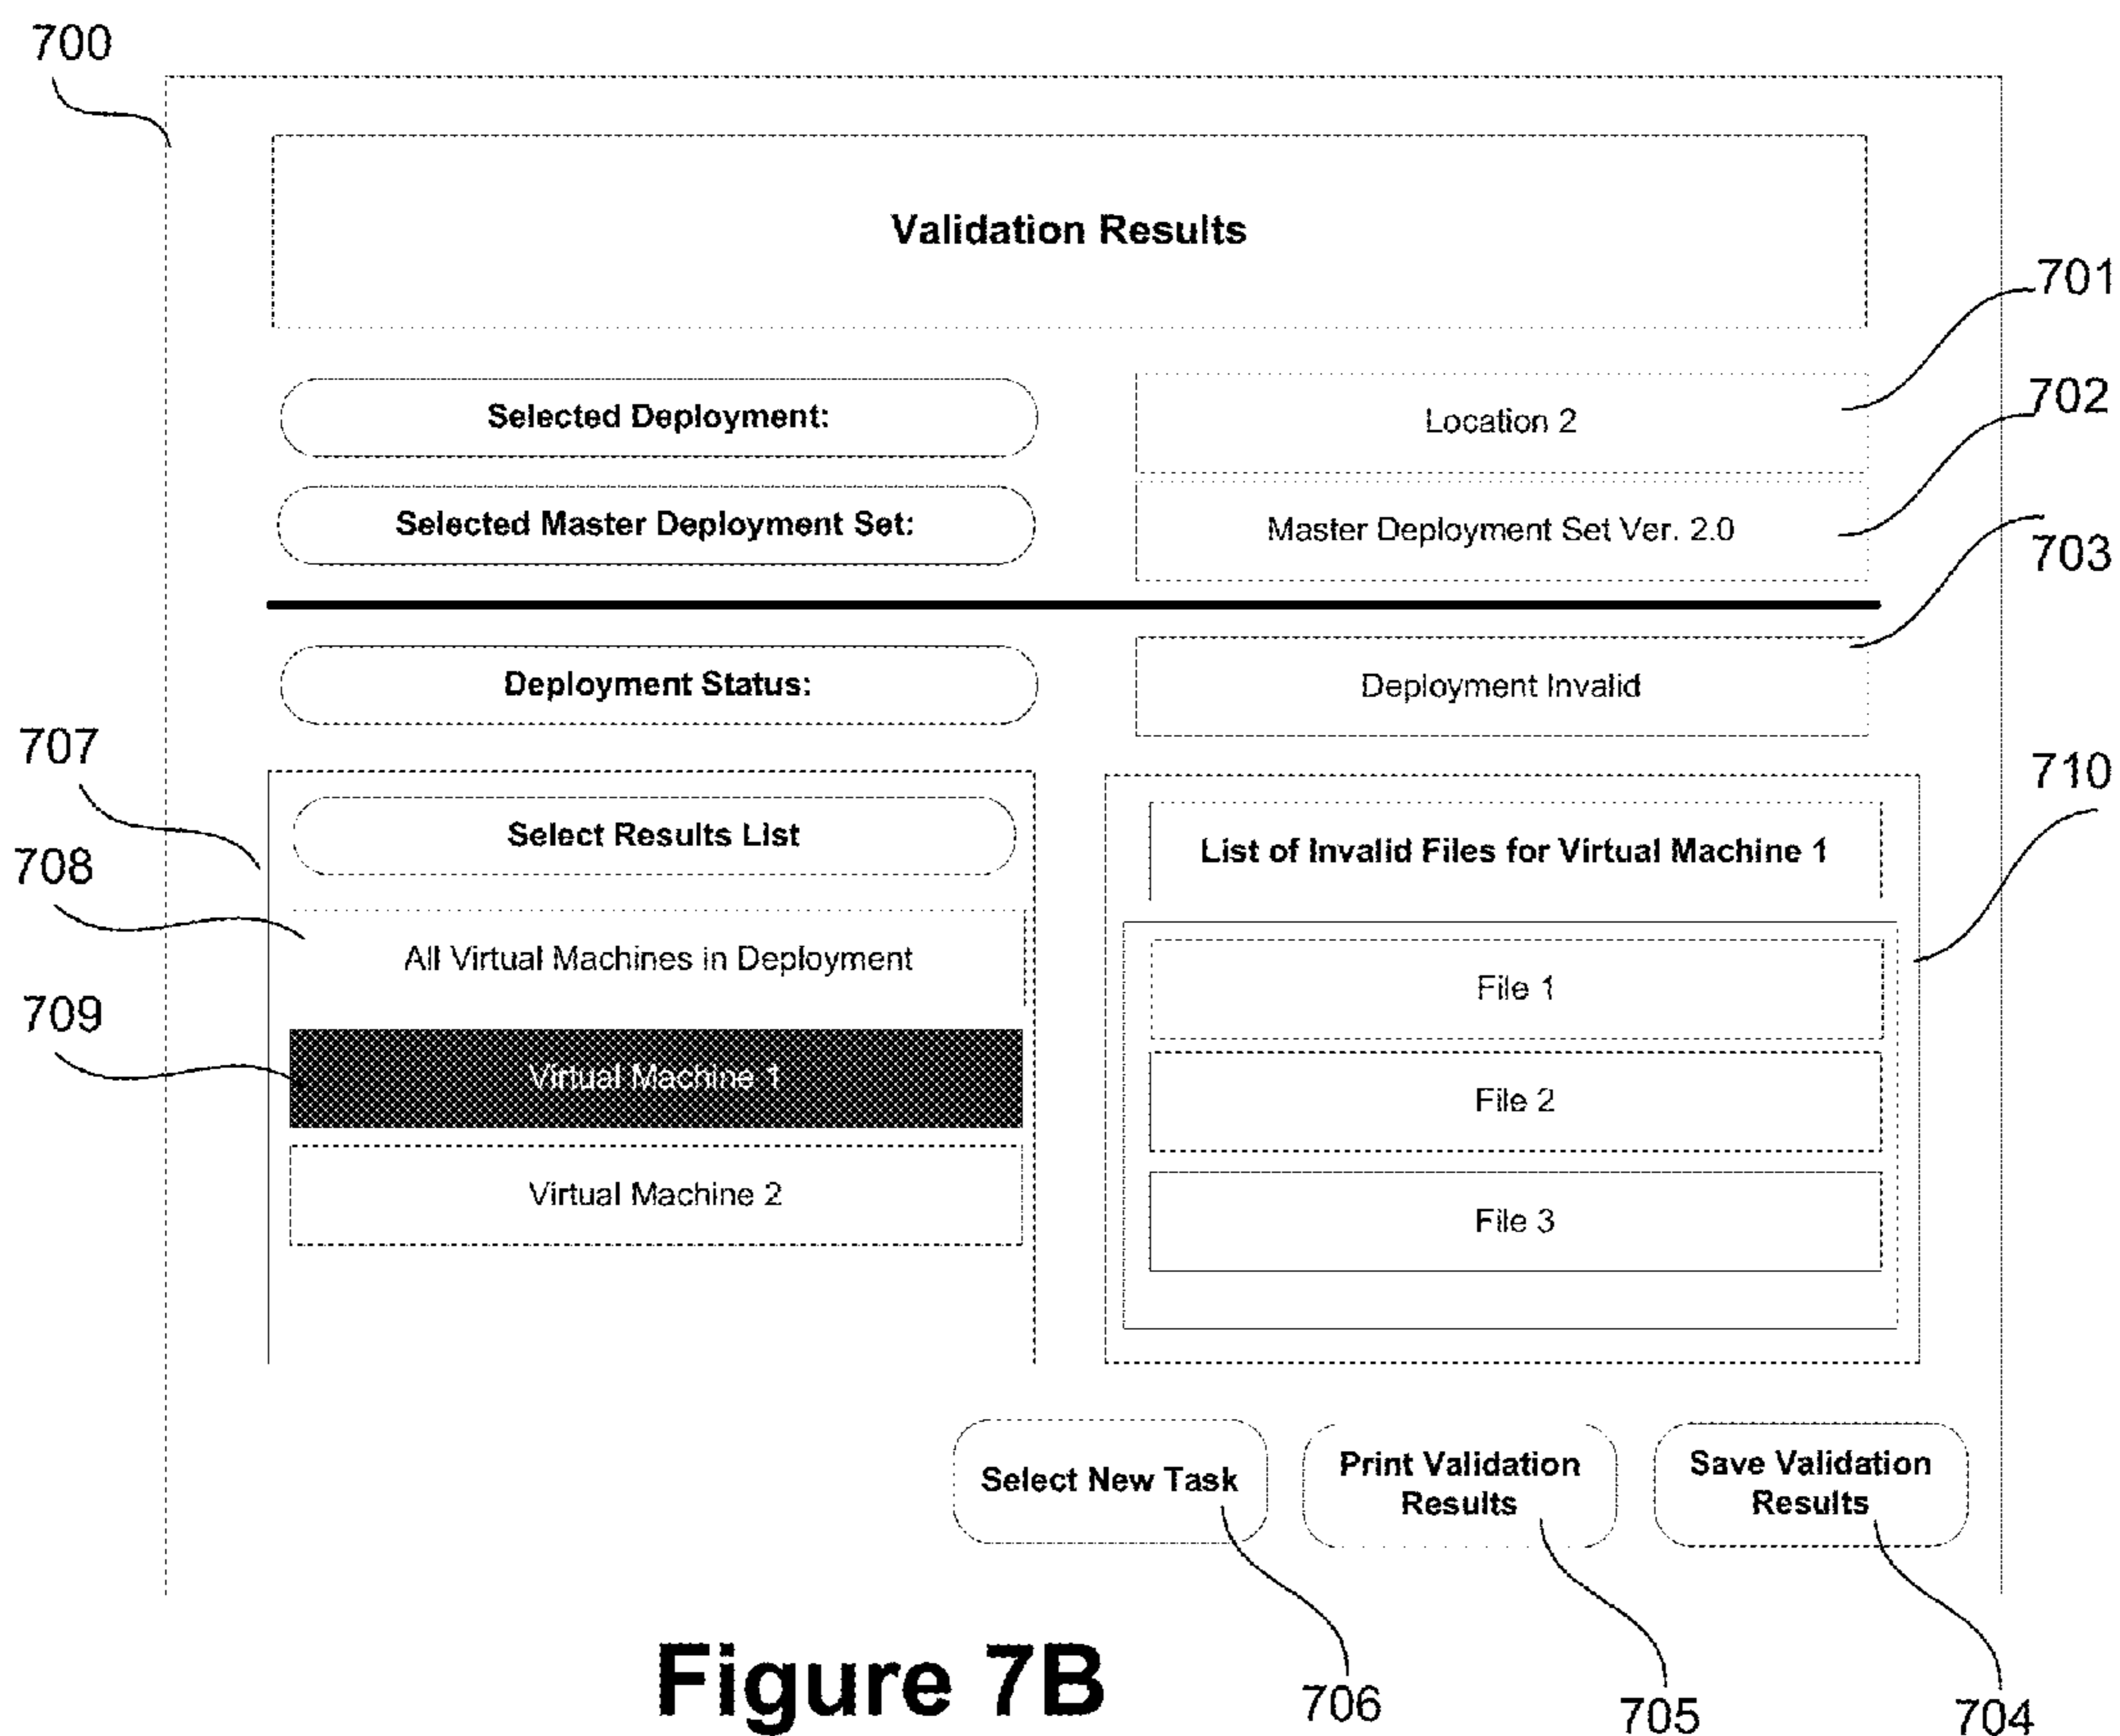 700
Validation Results
701
Selected Deployment:
Location 2
702
Selected Master Deployment Set:
Master Deployment Set Ver. 2.0
703
Deployment Status:
Deployment Invalid
707
710
Select Results List
List of Invalid Files for Virtual Machine 1
708
All Virtual Machines in Deployment
File 1
709
Virtual Machine 1
File 2
Virtual Machine 2
File 3
Select New Task
Print Validation
Results
Save Validation
Results
Figure 7B
706
705
704